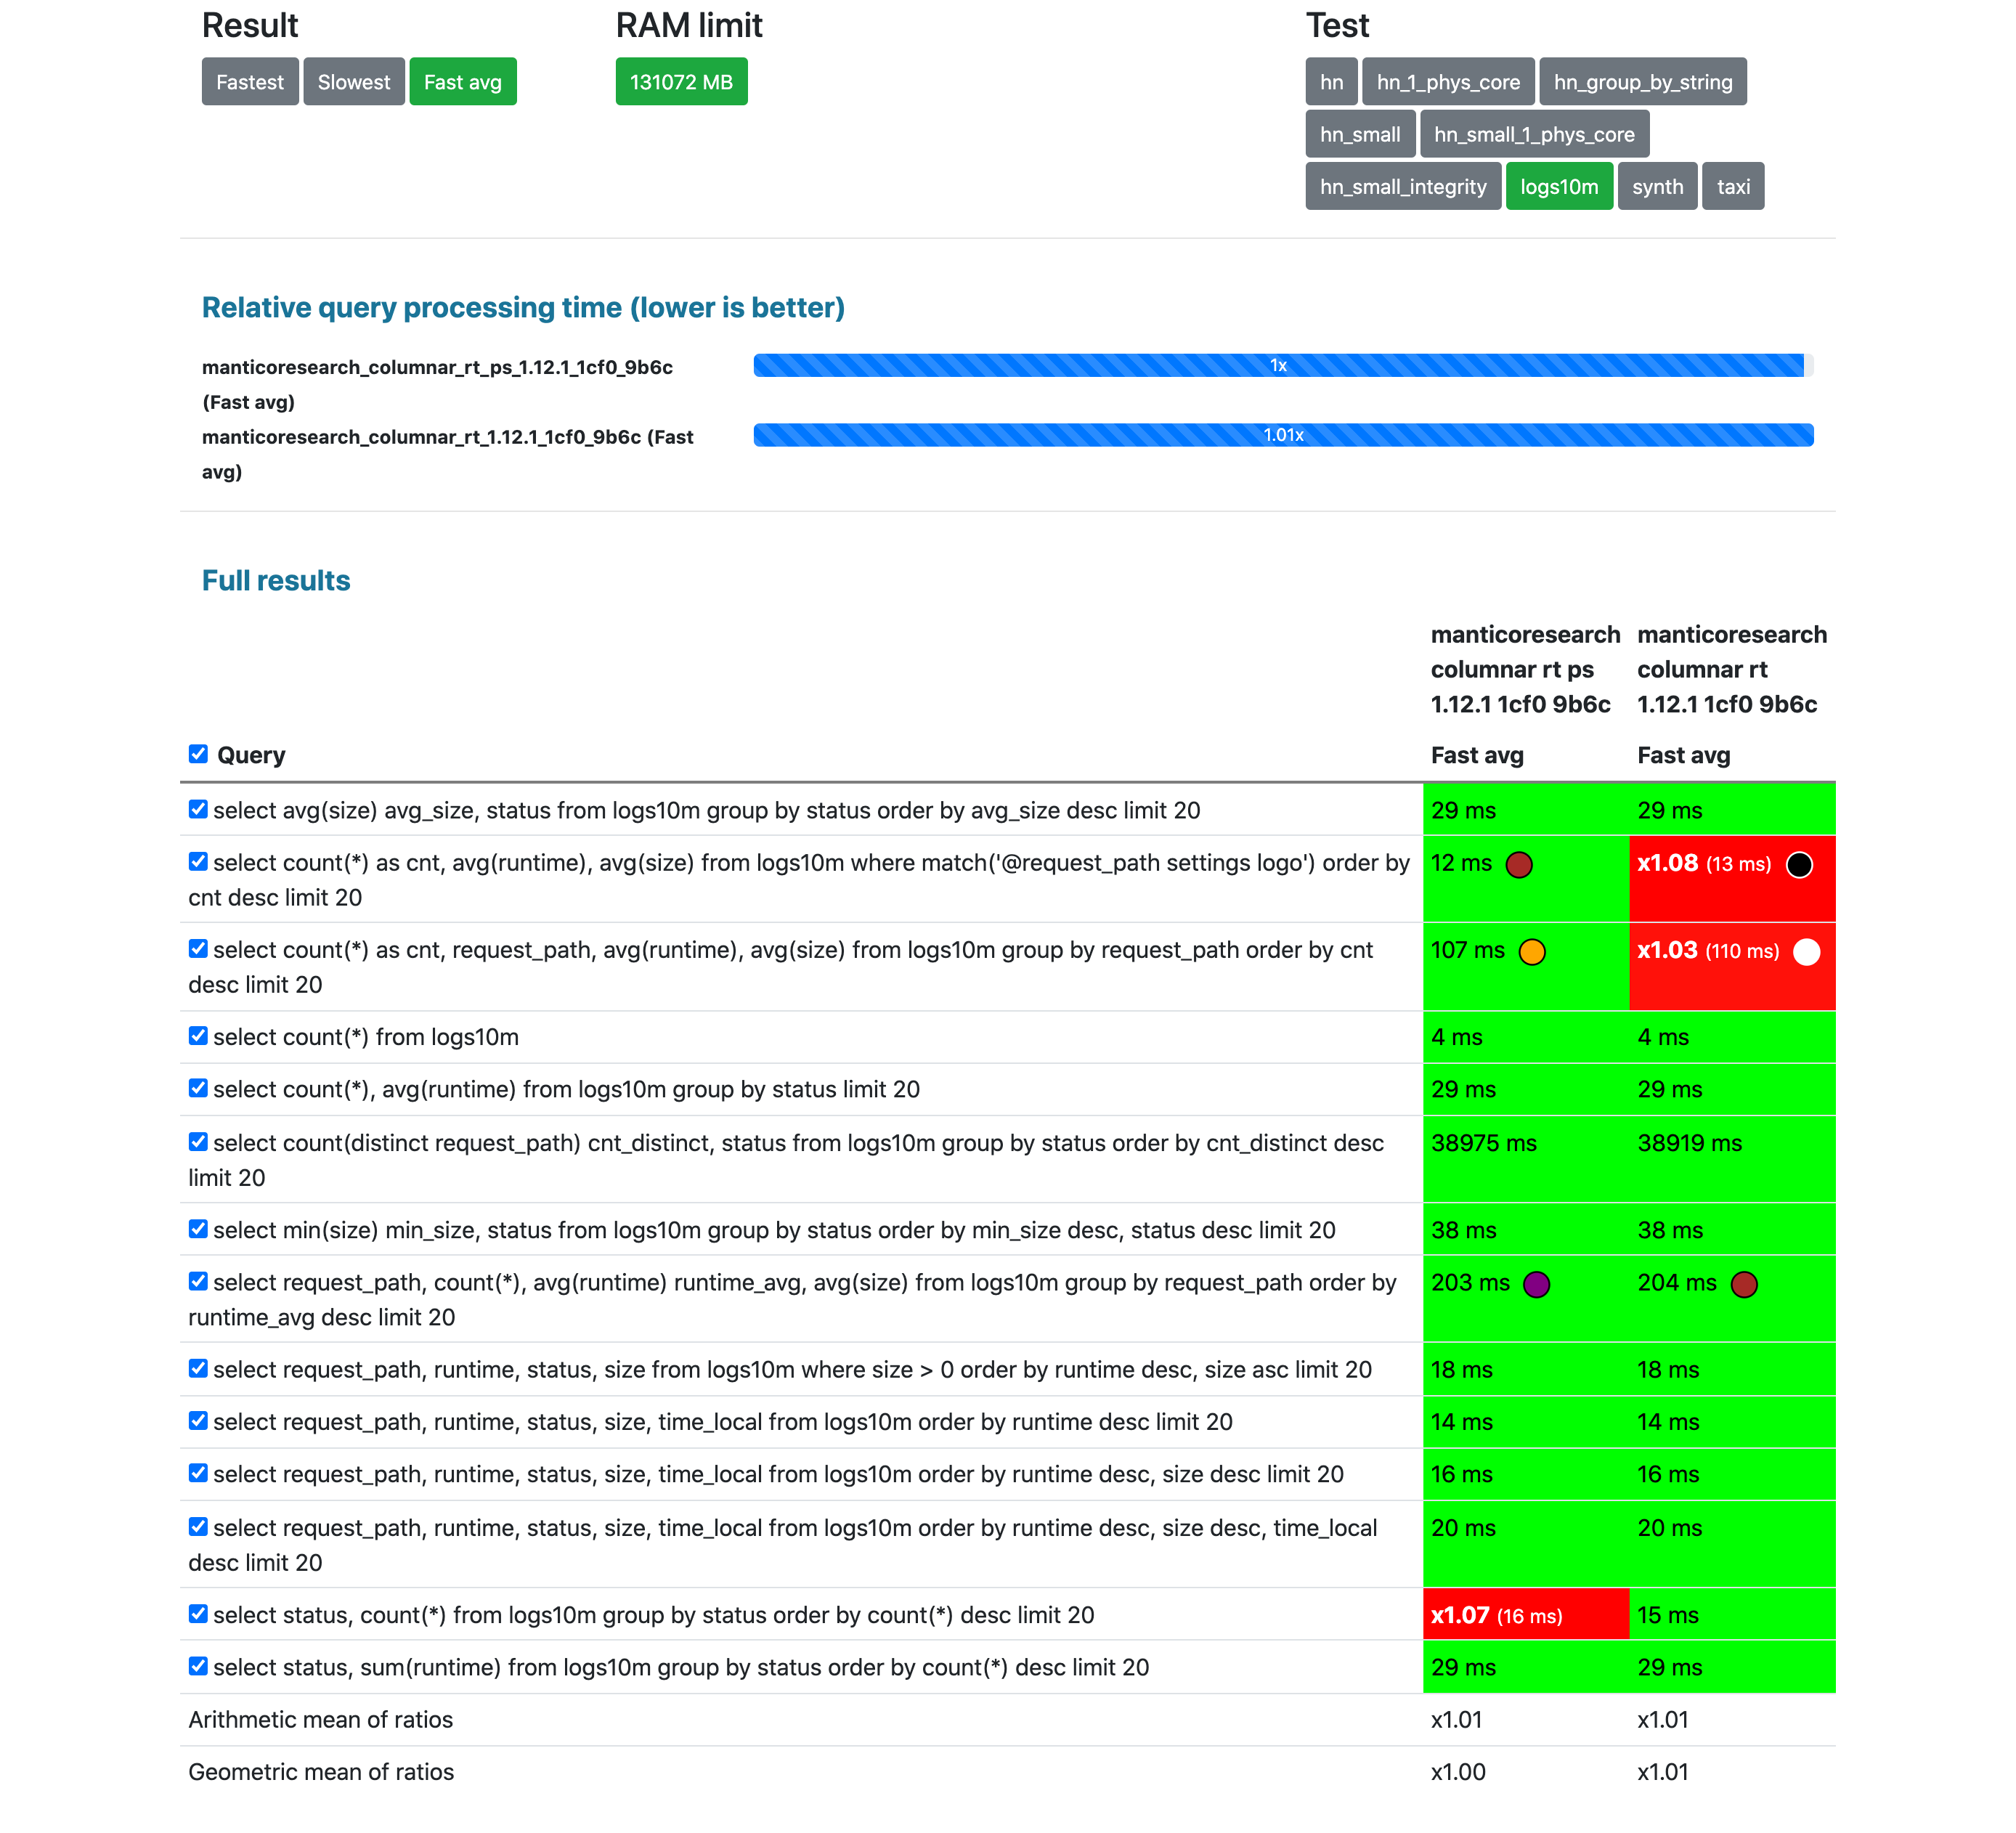 Result
RAM limit
Test
Fastest
Slowest
Fast avg
131072 MB
hn
hn_1_phys_core
hn_group_by_string
hn_small
hn_small_1_phys_core
hn_small_integrity
logs10m
synth
taxi
Relative query processing time (lower is better)
manticoresearch_columnar_rt_ps_1.12.1_1cf0_9b6c
(Fast avg)
1x
manticoresearch_columnar_rt_1.12.1_1cf0_9b6c (Fast
avg)
1.01x
Full results
manticoresearch
columnar rt ps
1.12.1 1cf0 9b6c
manticoresearch
columnar rt
1.12.1 1cf0 9b6c
Query
Fast avg
Fast avg
select avg(size) avg_size, status from logs10m group by status order by avg_size desc limit 20
29 ms
29 ms
select count(*) as cnt, avg(runtime), avg(size) from logs10m where match('@request_path settings logo') order by
cnt desc limit 20
12 ms
x1.08 (13 ms)
select count(*) as cnt, request_path, avg(runtime), avg(size) from logs10m group by request_path order by cnt
desc limit 20
107 ms
x1.03 (110 ms)
select count(*) from logs10m
4 ms
4 ms
select count(*), avg(runtime) from logs10m group by status limit 20
29 ms
29 ms
select count(distinct request_path) cnt_distinct, status from logs10m group by status order by cnt_distinct desc
limit 20
38975 ms
38919 ms
select min(size) min_size, status from logs10m group by status order by min_size desc, status desc limit 20
38 ms
38 ms
select request_path, count(*), avg(runtime) runtime_avg, avg(size) from logs10m group by request_path order by
runtime_avg desc limit 20
203 ms
204 ms
select request_path, runtime, status, size from logs10m where size > 0 order by runtime desc, size asc limit 20
18 ms
18 ms
select request_path, runtime, status, size, time_local from logs10m order by runtime desc limit 20
14 ms
14 ms
select request_path, runtime, status, size, time_local from logs10m order by runtime desc, size desc limit 20
16 ms
16 ms
select request_path, runtime, status, size, time_local from logs10m order by runtime desc, size desc, time_local
desc limit 20
20 ms
20 ms
select status, count(*) from logs10m group by status order by count(*) desc limit 20
x1.07 (16 ms)
15 ms
select status, sum(runtime) from logs10m group by status order by count(*) desc limit 20
29 ms
29 ms
Arithmetic mean of ratios
x1.01
x1.01
Geometric mean of ratios
x1.00
x1.01